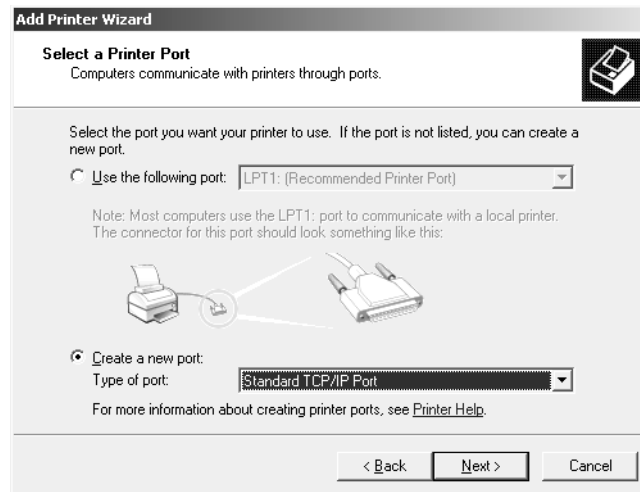 Add Printer Wizard
Select a Printer Port
Computers communicate with printers through ports.
Select the port you want your printer to use. If the port is not listed, you can create a
new port.
Use the following port: LPT1: (Recommended Printer Port)
Note: Most computers use the LPT1: port to communicate with a local printer.
The connector for this port should look something like this:
Create a new port:
Type of port: Standard TCP/IP Port
For more information about creating printer ports, see Printer Help.
< Back Next > Cancel